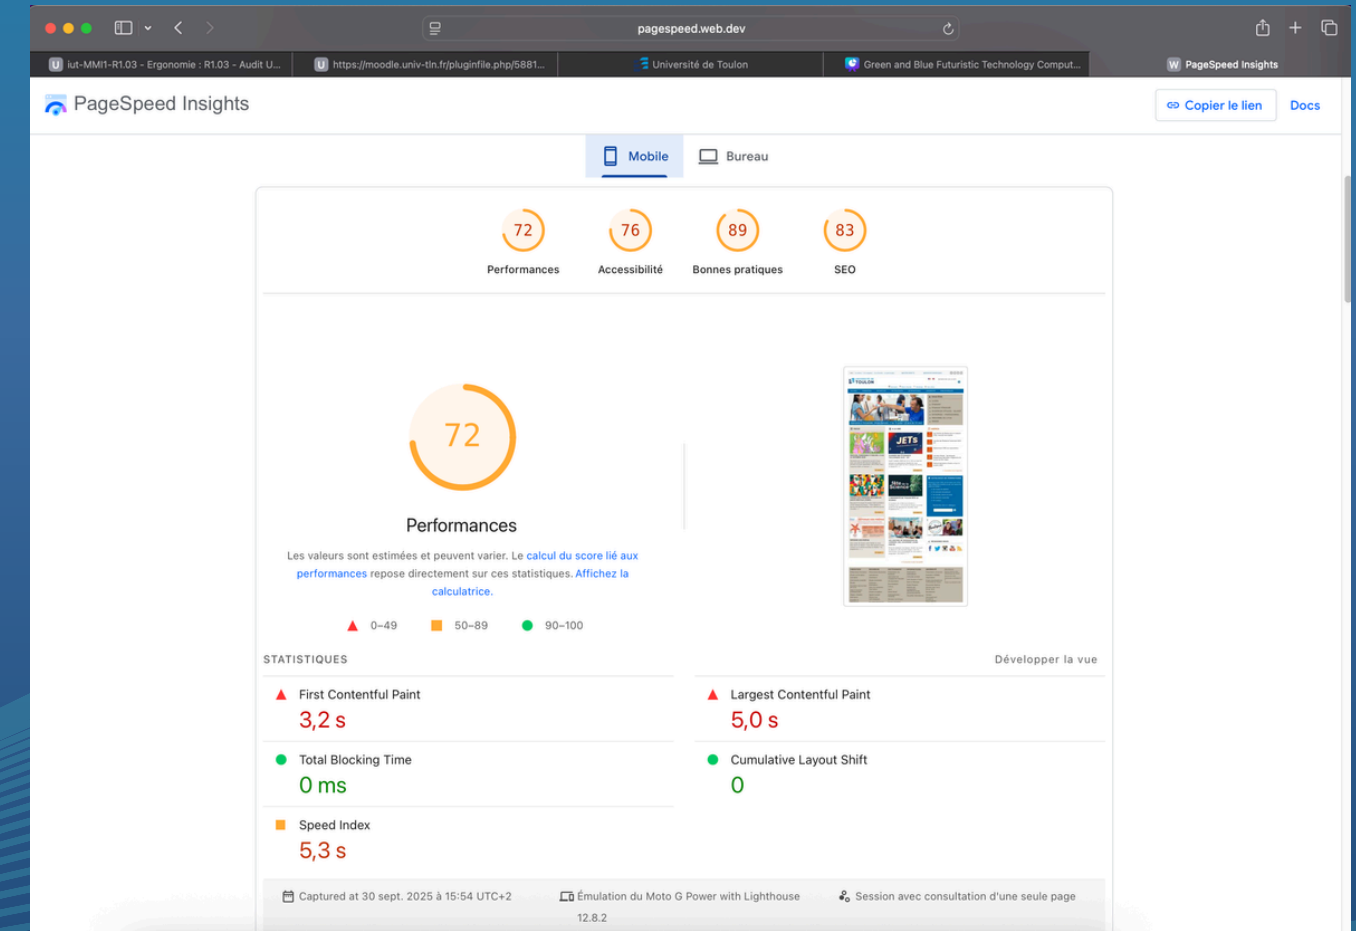 pagespeed.web.dev
U iut-MMI1-R1.03 - Ergonomie : R1.03 - Audit U...
U https://moodle.univ-tln.fr/pluginfile.php/5881...
Université de Toulon
Green and Blue Futuristic Technology Comput...
W PageSpeed Insights
PageSpeed Insights
Copier le lien
Docs
Mobile
Bureau
72
76
89
83
Performances
Accessibilité
Bonnes pratiques
SEO
72
TOULON
JETs
Performances
Les valeurs sont estimées et peuvent varier. Le calcul du score lié aux
performances repose directement sur ces statistiques. Affichez la
calculatrice.
0–49
50–89
90–100
STATISTIQUES
Développer la vue
First Contentful Paint
3,2 s
Largest Contentful Paint
5,0 s
Total Blocking Time
0 ms
Cumulative Layout Shift
0
Speed Index
5,3 s
Captured at 30 sept. 2025 à 15:54 UTC+2
Émulation du Moto G Power with Lighthouse
12.8.2
Session avec consultation d'une seule page